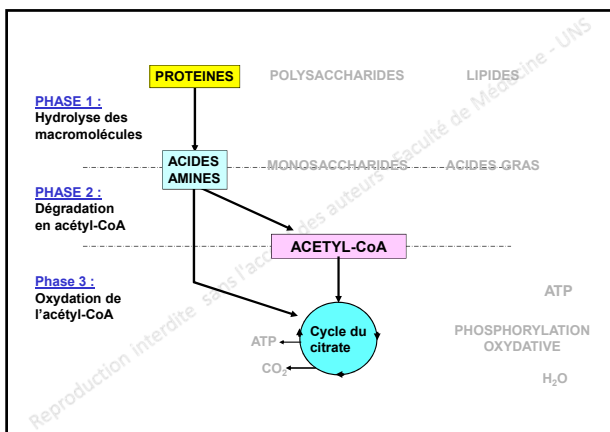 PROTEINES
POLYSACCHARIDES
LIPIDES
PHASE 1 :
Hydrolyse des
macromolécules
ACIDES
AMINES
MONOSACCHARIDES
ACIDES GRAS
PHASE 2 :
Dégradation
en acétyl-CoA
ACETYL-CoA
Phase 3 :
Oxydation de
l'acétyl-CoA
ATP
Cycle du
citrate
ATP
CO2
PHOSPHORYLATION
OXYDATIVE
H2O
Reproduction interdite sans l'accord des auteurs - Faculté de Médecine - UNS